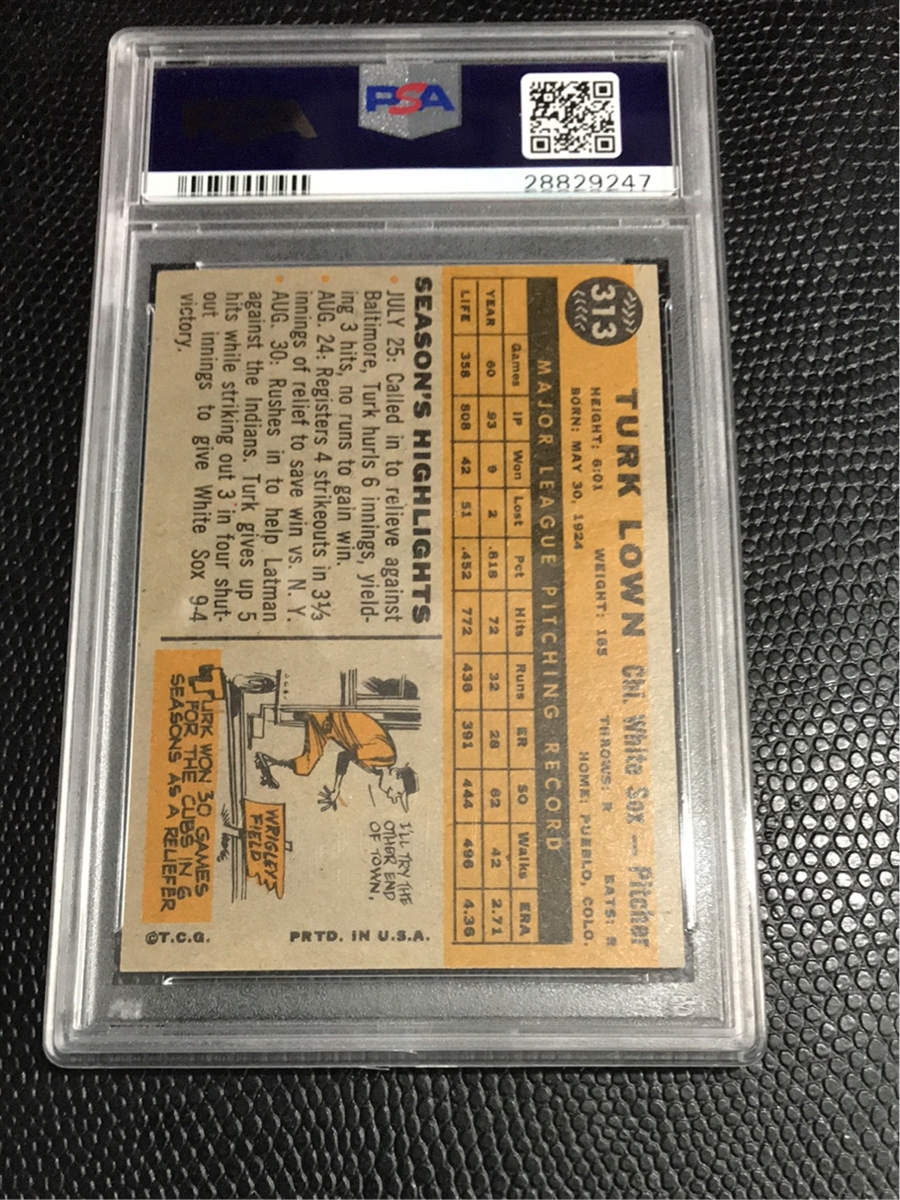 PSA
28829247
313
TURK LOWN Chi. White Sox — Pitcher
HEIGHT: 6:01 WEIGHT: 185 THROWS: R BATS: R
BORN: MAY 30, 1924 HOME: PUEBLO, COLO.
MAJOR LEAGUE PITCHING RECORD
Games IP Won Lost Pct Hits Runs ER SO Walks ERA
YEAR 60 93 9 2 .818 72 32 28 62 42 2.71
LIFE 358 808 42 51 .452 772 436 391 444 496 4.36
SEASON'S HIGHLIGHTS
• JULY 25: Called in to relieve against
Baltimore, Turk hurls 6 innings, yield-
ing 3 hits, no runs to gain win.
• AUG. 24: Registers 4 strikeouts in 3⅓
innings of relief to save win vs. N. Y.
• AUG. 30: Rushes in to help Latman
against the Indians. Turk gives up 5
hits while striking out 3 in four shut-
out innings to give White Sox 9-4
victory.
I'LL TRY THE
OTHER END
OF TOWN.
WRIGLEY
FIELD
TURK WON 30 GAMES
FOR THE CUBS IN 6
SEASONS AS A RELIEFER
©T.C.G. PRTD. IN U.S.A.